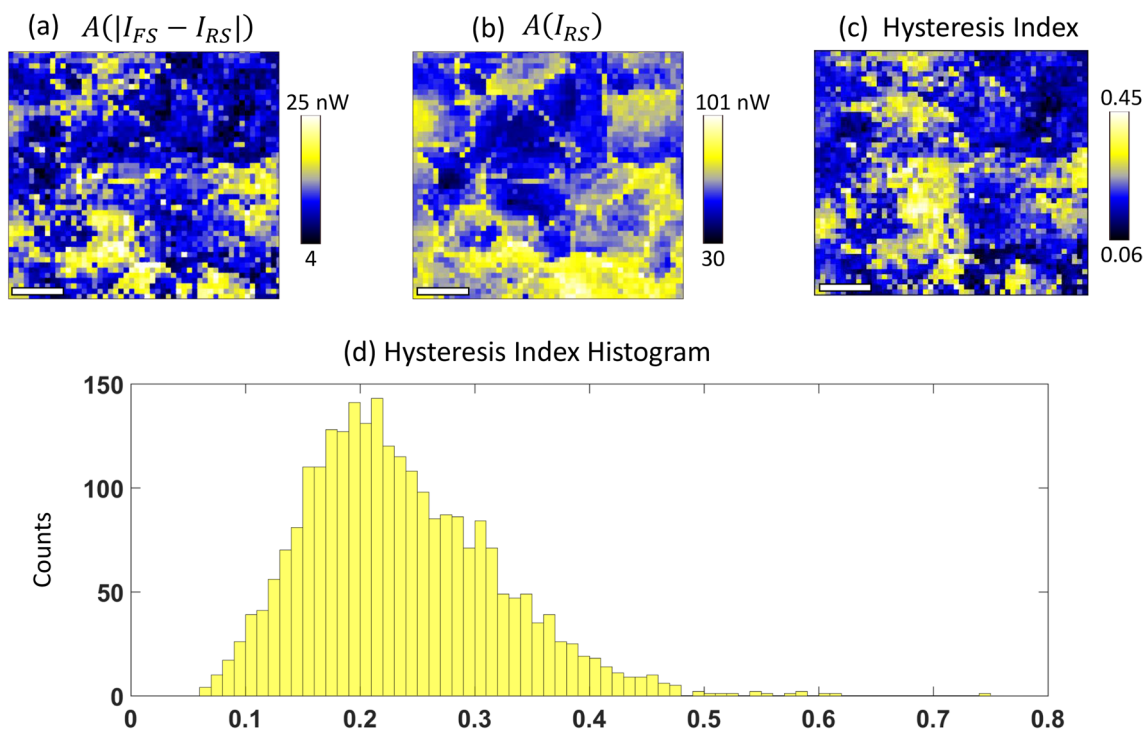 (a) A(|I_FS − I_RS|)
(b) A(I_RS)
(c) Hysteresis Index
25 nW
4
101 nW
30
0.45
0.06
(d) Hysteresis Index Histogram
Counts
150
100
50
0
0 0.1 0.2 0.3 0.4 0.5 0.6 0.7 0.8